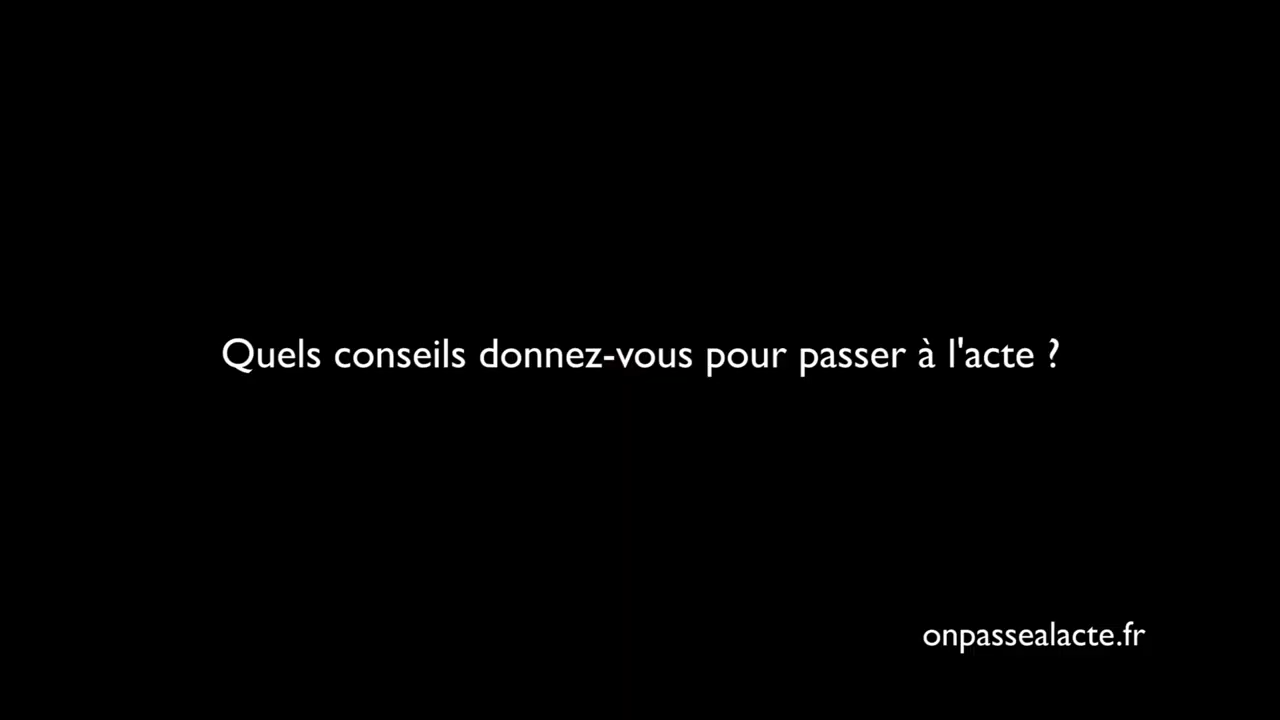 Quels conseils donnez-vous pour passer à l'acte ?
onpassealacte.fr